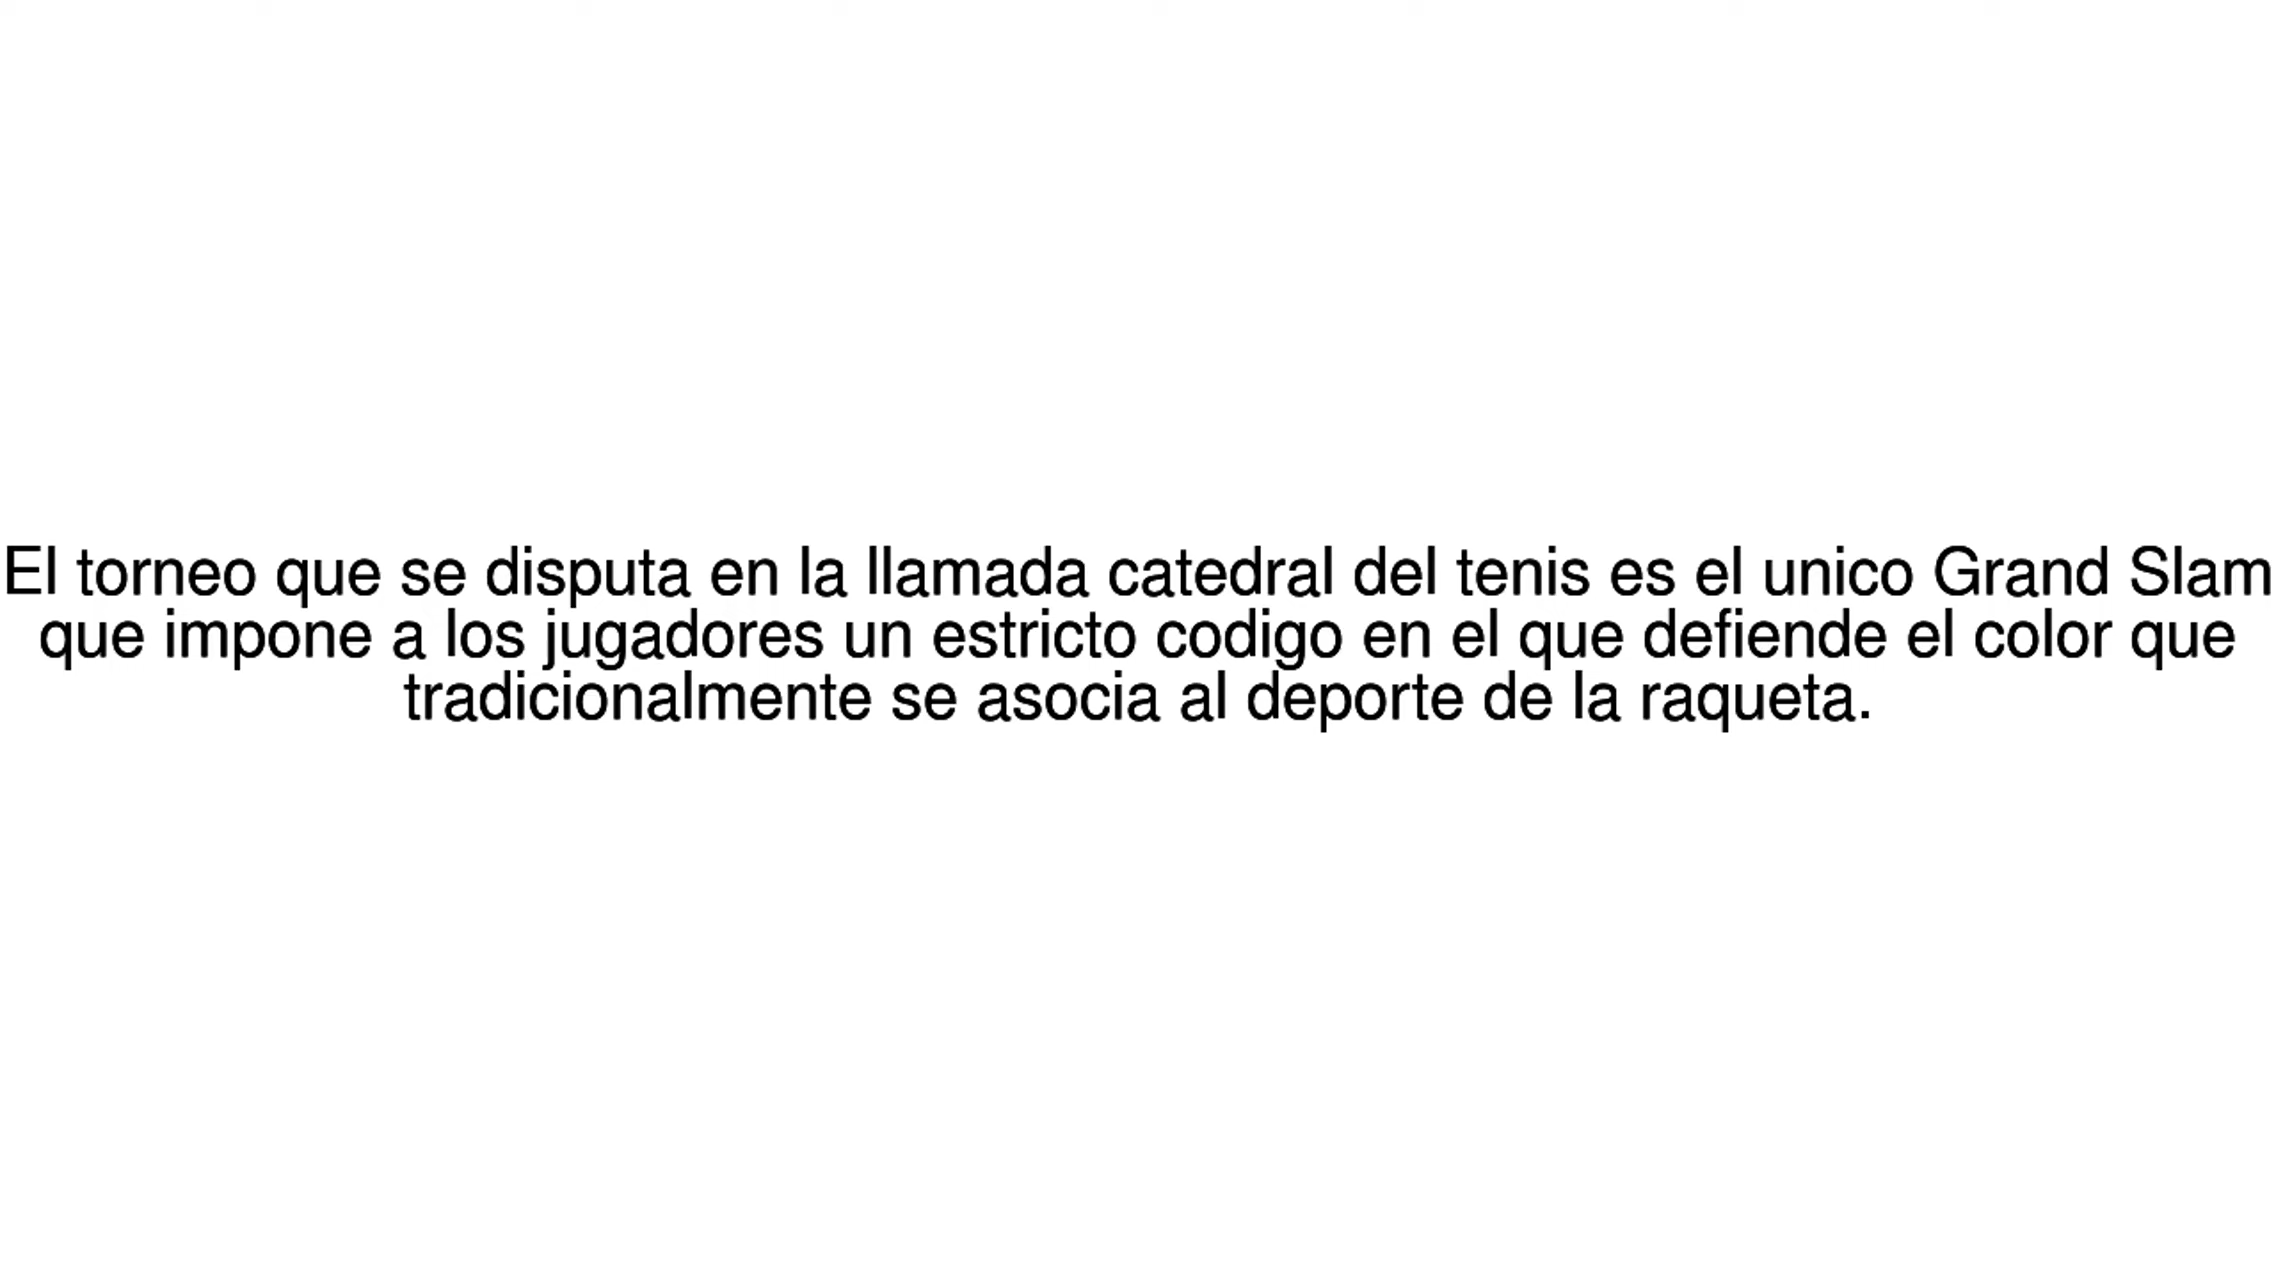 El torneo que se disputa en la llamada catedral del tenis es el unico Grand Slam
que impone a los jugadores un estricto codigo en el que defiende el color que
tradicionalmente se asocia al deporte de la raqueta.